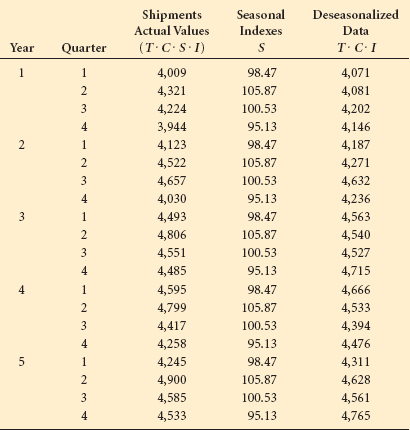 Shipments Seasonal Deseasonalized
Actual Values Indexes Data
Year Quarter (T·C·S·I) S T·C·I
1 1 4,009 98.47 4,071
2 4,321 105.87 4,081
3 4,224 100.53 4,202
4 3,944 95.13 4,146
2 1 4,123 98.47 4,187
2 4,522 105.87 4,271
3 4,657 100.53 4,632
4 4,030 95.13 4,236
3 1 4,493 98.47 4,563
2 4,806 105.87 4,540
3 4,551 100.53 4,527
4 4,485 95.13 4,715
4 1 4,595 98.47 4,666
2 4,799 105.87 4,533
3 4,417 100.53 4,394
4 4,258 95.13 4,476
5 1 4,245 98.47 4,311
2 4,900 105.87 4,628
3 4,585 100.53 4,561
4 4,533 95.13 4,765